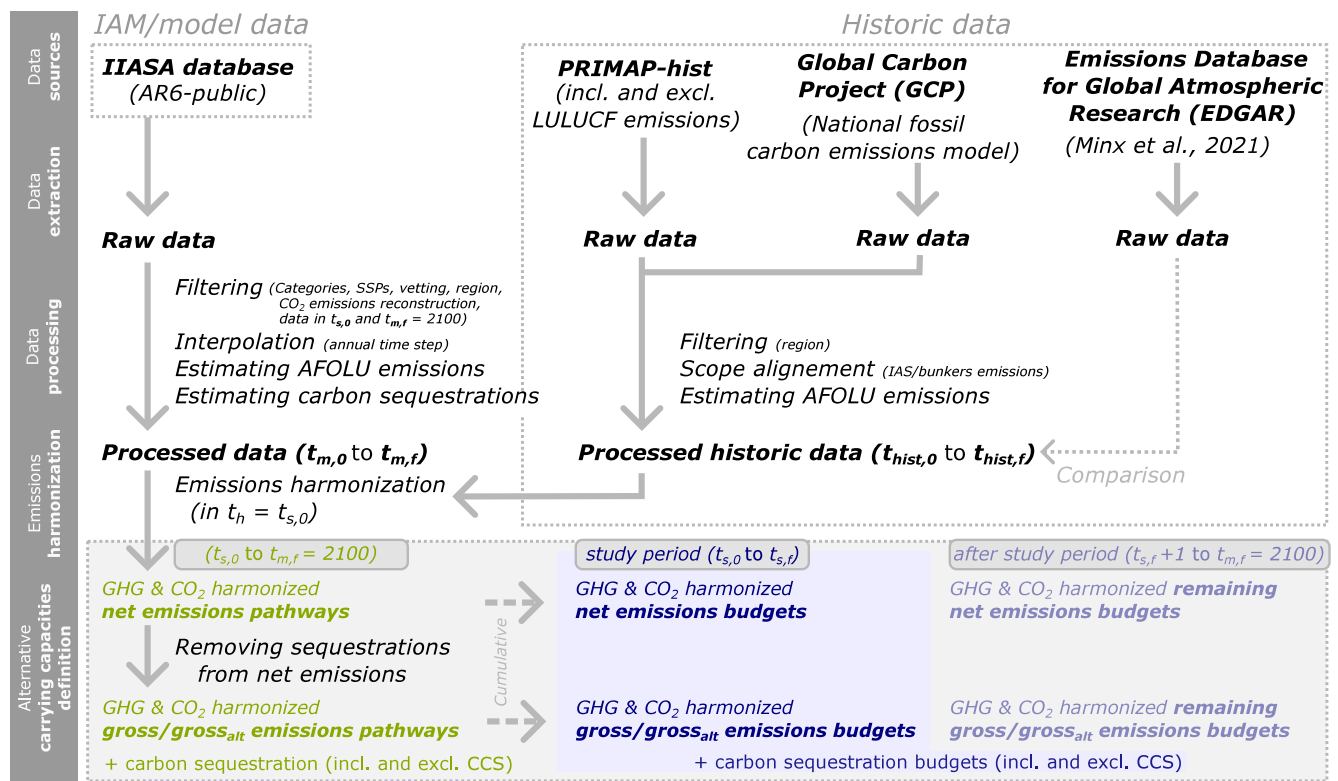 IAM/model data
Historic data
Data
sources
IIASA database
(AR6-public)
PRIMAP-hist
(incl. and excl.
LULUCF emissions)
Global Carbon
Project (GCP)
(National fossil
carbon emissions model)
Emissions Database
for Global Atmospheric
Research (EDGAR)
(Minx et al., 2021)
Data
extraction
Raw data
Raw data
Raw data
Raw data
Data
processing
Filtering (Categories, SSPs, vetting, region,
CO2 emissions reconstruction,
data in ts,0 and tm,f = 2100)
Interpolation (annual time step)
Estimating AFOLU emissions
Estimating carbon sequestrations
Filtering (region)
Scope alignment (IAS/bunkers emissions)
Estimating AFOLU emissions
Emissions
harmonization
Processed data (tm,0 to tm,f)
Processed historic data (thist,0 to thist,f)
Comparison
Emissions harmonization
(in th = ts,0)
Alternative
carrying capacities
definition
(ts,0 to tm,f = 2100)
study period (ts,0 to ts,f)
after study period (ts,f +1 to tm,f = 2100)
GHG & CO2 harmonized
net emissions pathways
Cumulative
GHG & CO2 harmonized
net emissions budgets
GHG & CO2 harmonized remaining
net emissions budgets
Removing sequestrations
from net emissions
GHG & CO2 harmonized
gross/grossalt emissions pathways
GHG & CO2 harmonized
gross/grossalt emissions budgets
GHG & CO2 harmonized remaining
gross/grossalt emissions budgets
+ carbon sequestration (incl. and excl. CCS)
+ carbon sequestration budgets (incl. and excl. CCS)